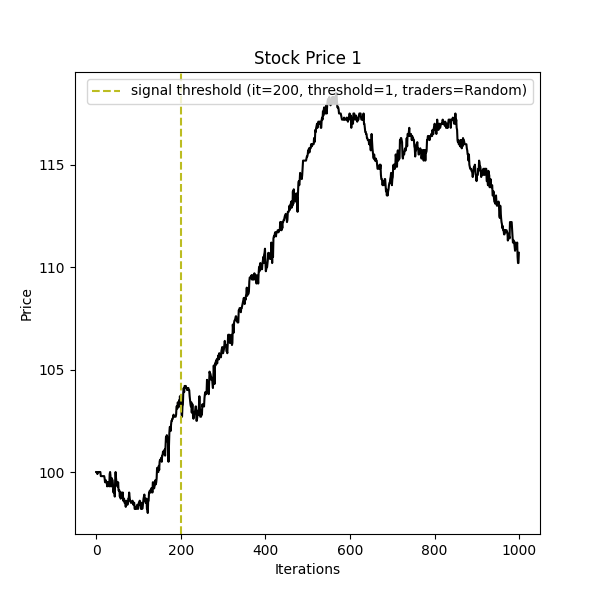 Stock Price 1
signal threshold (it=200, threshold=1, traders=Random)
115
110
105
100
Price
0 200 400 600 800 1000
Iterations